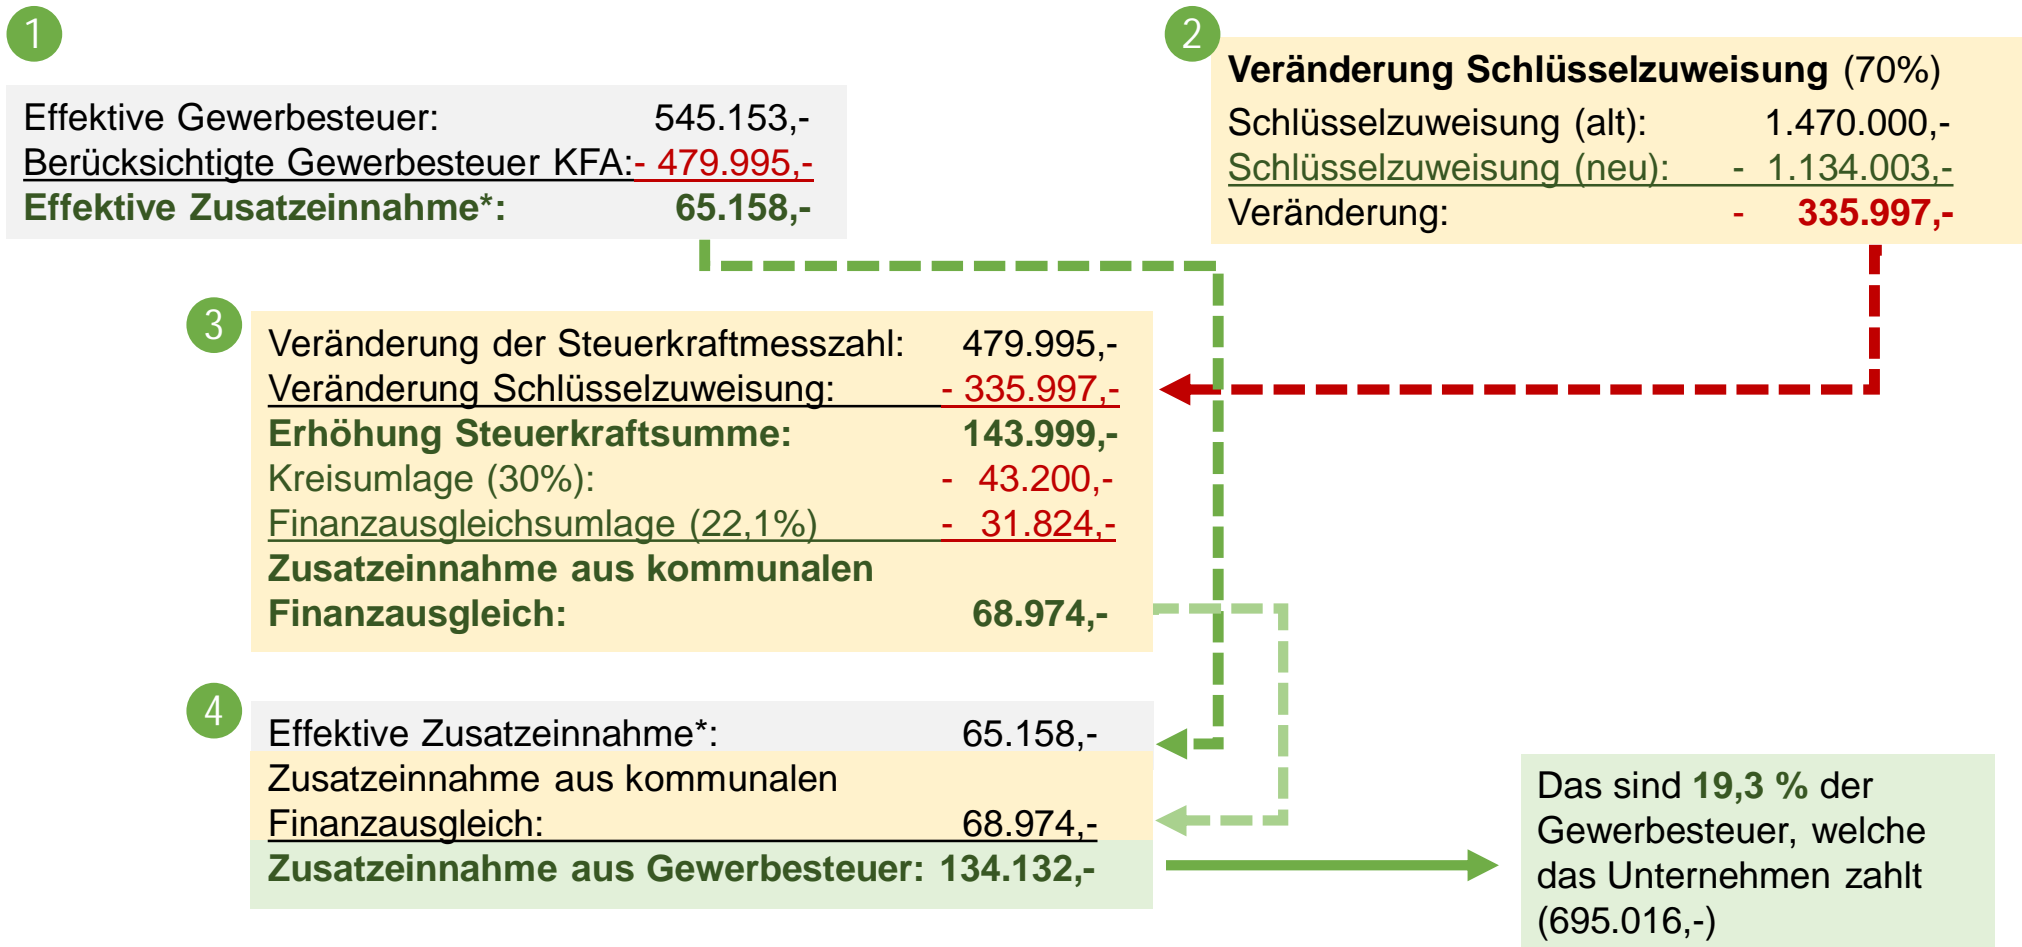 1
Effektive Gewerbesteuer: 545.153,-
Berücksichtigte Gewerbesteuer KFA:- 479.995,-
Effektive Zusatzeinnahme*: 65.158,-
2
Veränderung Schlüsselzuweisung (70%)
Schlüsselzuweisung (alt): 1.470.000,-
Schlüsselzuweisung (neu): - 1.134.003,-
Veränderung: - 335.997,-
3
Veränderung der Steuerkraftmesszahl: 479.995,-
Veränderung Schlüsselzuweisung: - 335.997,-
Erhöhung Steuerkraftsumme: 143.999,-
Kreisumlage (30%): - 43.200,-
Finanzausgleichsumlage (22,1%) - 31.824,-
Zusatzeinnahme aus kommunalen
Finanzausgleich: 68.974,-
4
Effektive Zusatzeinnahme*: 65.158,-
Zusatzeinnahme aus kommunalen
Finanzausgleich: 68.974,-
Zusatzeinnahme aus Gewerbesteuer: 134.132,-
Das sind 19,3 % der
Gewerbesteuer, welche
das Unternehmen zahlt
(695.016,-)